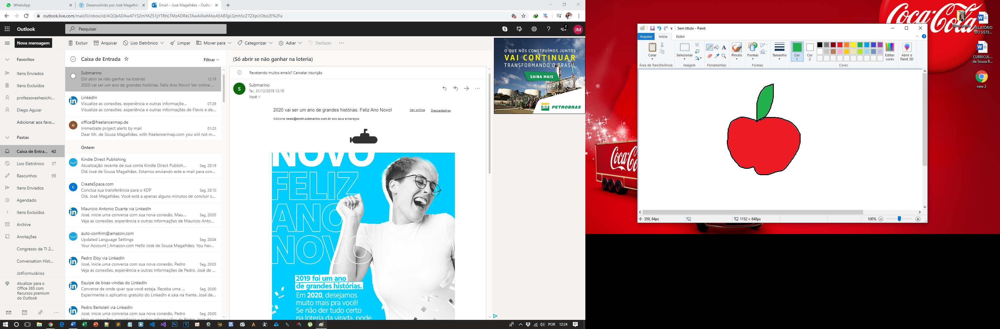 WhatsApp
Desenvolvido por José Magalhãe
Email – José Magalhães – Outloo
outlook.live.com/mail/0/inbox/id/AQQkADAwATY3ZmYAZS1jYTRhLTMzADRkLTAwAi0wMAoAEABTgLQmhScZTZXpUObz2E%2Fa
Outlook
Pesquisar
2
JM
Nova mensagem
Excluir
Arquivar
Lixo Eletrônico
Limpar
Mover para
Categorizar
Adiar
Desfazer
Favoritos
Itens Enviados
Itens Excluídos
professoreshesichi...
Diego Aguiar
Adicionar aos favo...
Pastas
Caixa de Entra... 42
Lixo Eletrônico 37
Rascunhos 99
Itens Enviados
Agendado
Itens Excluídos
Archive
Anotações
Congresso de TI 2...
Conversation Hist...
JotFormulários
Atualizar para o
Office 365 com
Recursos premium
do Outlook
Caixa de Entrada
Filtrar
Submarino
(Só abrir se não ganhar na loteria) 12:19
2020 vai ser um ano de grandes histórias. Feliz Ano Novo! Ver online ...
in
LinkedIn
Visualize as conexões, experiência e outras informaçõe... 07:29
Visualize as conexões, experiência e outras informações de Flavio e de...
O
office@freelancermap.de
Immediate project alerts by mail 01:23
Dear Mr. de Sousa Magalhães, with freelancermap.com you will not m...
Ontem
Kindle Direct Publishing
Atualização recente de sua conta Kindle Direct Publish... Seg, 20:19
Olá José de Sousa Magalhães, Estamos enviando este e-mail para con...
C
CreateSpace.com
Conclua sua transferência para o KDP Seg, 20:10
Olá, José Magalhães, Você está a apenas alguns minutos de concluir s...
in
Mauricio Antonio Duarte via LinkedIn
José, inicie uma conversa com sua nova conexão, Mau... Seg, 20:05
Veja as conexões, experiência e outras informações de Mauricio Anto...
auto-confirm@amazon.com
Updated Language Settings Seg, 20:04
Your Account | Amazon.com Hello José de Sousa Magalhães, You hav...
in
Pedro Eloy via LinkedIn
José, inicie uma conversa com sua nova conexão, Pedro Seg, 20:03
Veja as conexões, experiência e outras informações de Pedro. José de ...
in
Equipe de boas-vindas do LinkedIn
Converse de onde quer que você esteja. Receba uma ... Seg, 20:00
Experimente o aplicativo gratuito do LinkedIn e saia na frente. José de...
in
Pedro Bertoleti via LinkedIn
José, inicie uma conversa com sua nova conexão, Pedro Seg, 20:00
Veja as conexões, experiência e outras informações de Pedro. José de ...
(Só abrir se não ganhar na loteria)
Recebendo muitos emails? Cancelar inscrição
S
Submarino
Ter, 31/12/2019 12:19
Você
2020 vai ser um ano de grandes histórias. Feliz Ano Novo!
Ver online
Descadastrar
Adicione news@emkt.submarino.com.br aos seus endereços
NOVO
FELIZ
ANO
NOVO
2019 foi um ano
de grandes histórias.
Em 2020, desejamos
muito mais pra você!
Se não der tudo certo
na loteria da virada, pode
O QUE NÓS CONSTRUÍMOS JUNTOS
VAI CONTINUAR
TRANSFORMANDO O BRASIL.
SAIBA MAIS
BR PETROBRAS
POR 12:24
Coca-Cola
Coca-Cola
Nova pasta
RELATÓRIO
DO SISTE...
CURRICUL...
de Sousa R...
new 2
Sem título - Paint
Arquivo
Início
Exibir
Colar
Selecionar
A
Pincéis
Formas
Tamanho
Cor
1
Cor
2
Editar
cores
Abrir o
Paint 3D
Área de Transferência
Imagem
Ferramentas
Formas
Cores
359, 84px
1152 × 648px
100%